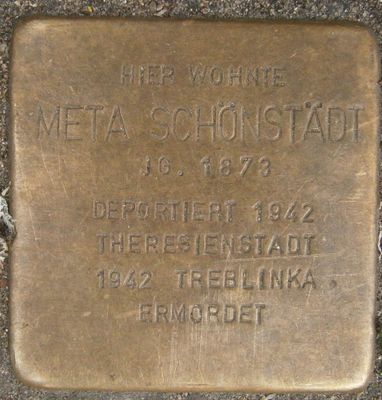 HIER WOHNTE
META SCHÖNSTÄDT
JG. 1873
DEPORTIERT 1942
THERESIENSTADT
1942 TREBLINKA
ERMORDET